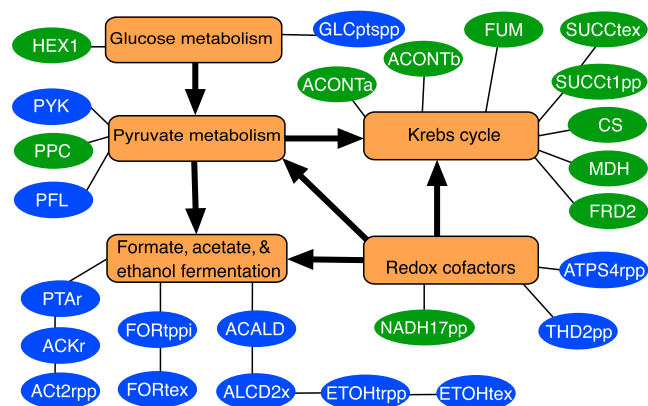 HEX1
Glucose metabolism
GLCptspp
FUM
SUCCtex
ACONTb
ACONTa
SUCCt1pp
PYK
PPC
PFL
Pyruvate metabolism
Krebs cycle
CS
MDH
FRD2
Formate, acetate, &
ethanol fermentation
Redox cofactors
ATPS4rpp
THD2pp
NADH17pp
PTAr
ACKr
ACt2rpp
FORtppi
FORtex
ACALD
ALCD2x
ETOHtrpp
ETOHtex